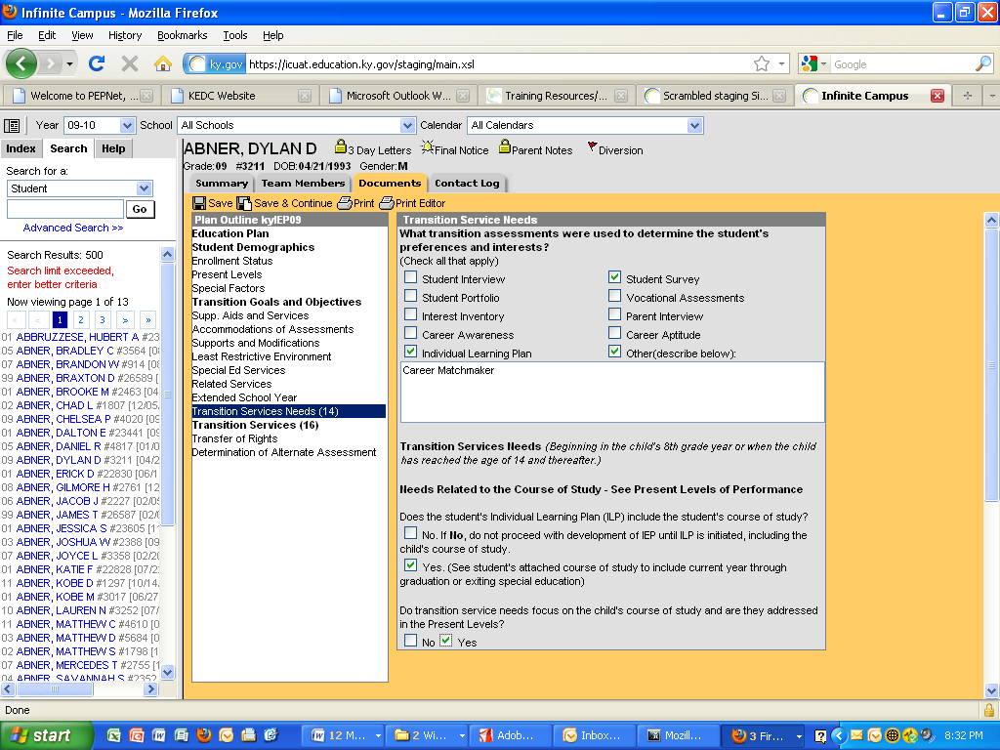 Infinite Campus - Mozilla Firefox
File Edit View History Bookmarks Tools Help
ky.gov https://icuat.education.ky.gov/staging/main.xsl Google
Welcome to PEPNet, ... KEDC Website Microsoft Outlook W... Training Resources/... Scrambled staging Si... Infinite Campus
Year 09-10 School All Schools Calendar All Calendars
Index Search Help
Search for a:
Student
Go
Advanced Search >>
Search Results: 500
Search limit exceeded,
enter better criteria
Now viewing page 1 of 13
< < 1 2 3 > »
01 ABBRUZZESE, HUBERT A #23
05 ABNER, BRADLEY C #3564 [08
07 ABNER, BRANDON W #914 [08
99 ABNER, BRAXTON D #26589 [
01 ABNER, BROOKE M #2463 [04
02 ABNER, CHAD L #1807 [12/05
09 ABNER, CHELSEA P #4020 [09
01 ABNER, DALTON E #23441 [09
05 ABNER, DANIEL R #4817 [01/0
09 ABNER, DYLAN D #3211 [04/2
01 ABNER, ERICK D #22830 [06/1
08 ABNER, GILMORE H #2761 [12
06 ABNER, JACOB J #2227 [02/0
99 ABNER, JAMES T #26587 [02/
01 ABNER, JESSICA S #23605 [1
03 ABNER, JOSHUA W #2388 [09
07 ABNER, JOYCE L #3358 [02/2
01 ABNER, KATIE F #22828 [07/2
11 ABNER, KOBE D #1297 [10/14
01 ABNER, KOBE M #3017 [06/27
10 ABNER, LAUREN N #3252 [07/
11 ABNER, MATTHEW C #4610 [0
03 ABNER, MATTHEW D #5684 [0
02 ABNER, MATTHEW S #1798 [1
07 ABNER, MERCEDES T #2755 [
04 ABNER, SAVANNAH S #2352
ABNER, DYLAN D 3 Day Letters Final Notice Parent Notes Diversion
Grade:09 #3211 DOB:04/21/1993 Gender:M
Summary Team Members Documents Contact Log
Save Save & Continue Print Print Editor
Plan Outline kyIEP09
Education Plan
Student Demographics
Enrollment Status
Present Levels
Special Factors
Transition Goals and Objectives
Supp. Aids and Services
Accommodations of Assessments
Supports and Modifications
Least Restrictive Environment
Special Ed Services
Related Services
Extended School Year
Transition Services Needs (14)
Transition Services (16)
Transfer of Rights
Determination of Alternate Assessment
Transition Service Needs
What transition assessments were used to determine the student's
preferences and interests?
(Check all that apply)
Student Interview Student Survey
Student Portfolio Vocational Assessments
Interest Inventory Parent Interview
Career Awareness Career Aptitude
Individual Learning Plan Other(describe below):
Career Matchmaker
Transition Services Needs (Beginning in the child's 8th grade year or when the child
has reached the age of 14 and thereafter.)
Needs Related to the Course of Study - See Present Levels of Performance
Does the student's Individual Learning Plan (ILP) include the student's course of study?
No. If No, do not proceed with development of IEP until ILP is initiated, including the
child's course of study.
Yes. (See student's attached course of study to include current year through
graduation or exiting special education)
Do transition service needs focus on the child's course of study and are they addressed
in the Present Levels?
No Yes
Done
start 12 M... 2 Wi... Adob... Inbox... Mozill... 3 Fir... 8:32 PM